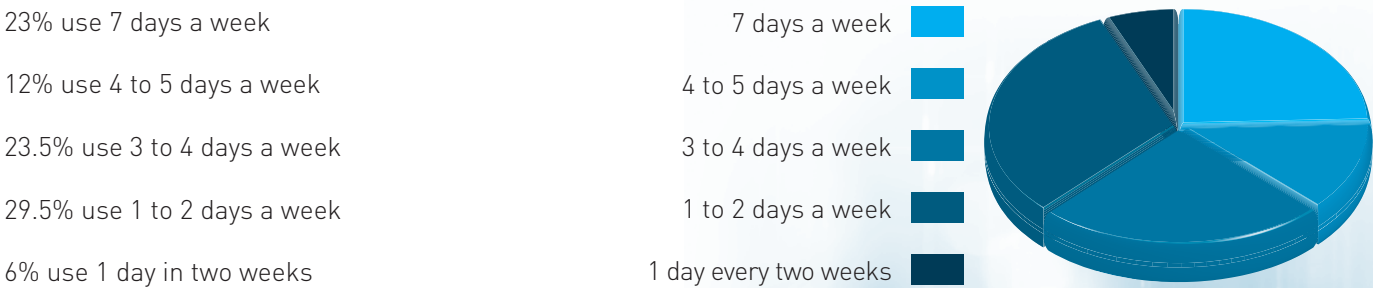 23% use 7 days a week
12% use 4 to 5 days a week
23.5% use 3 to 4 days a week
29.5% use 1 to 2 days a week
6% use 1 day in two weeks
7 days a week
4 to 5 days a week
3 to 4 days a week
1 to 2 days a week
1 day every two weeks